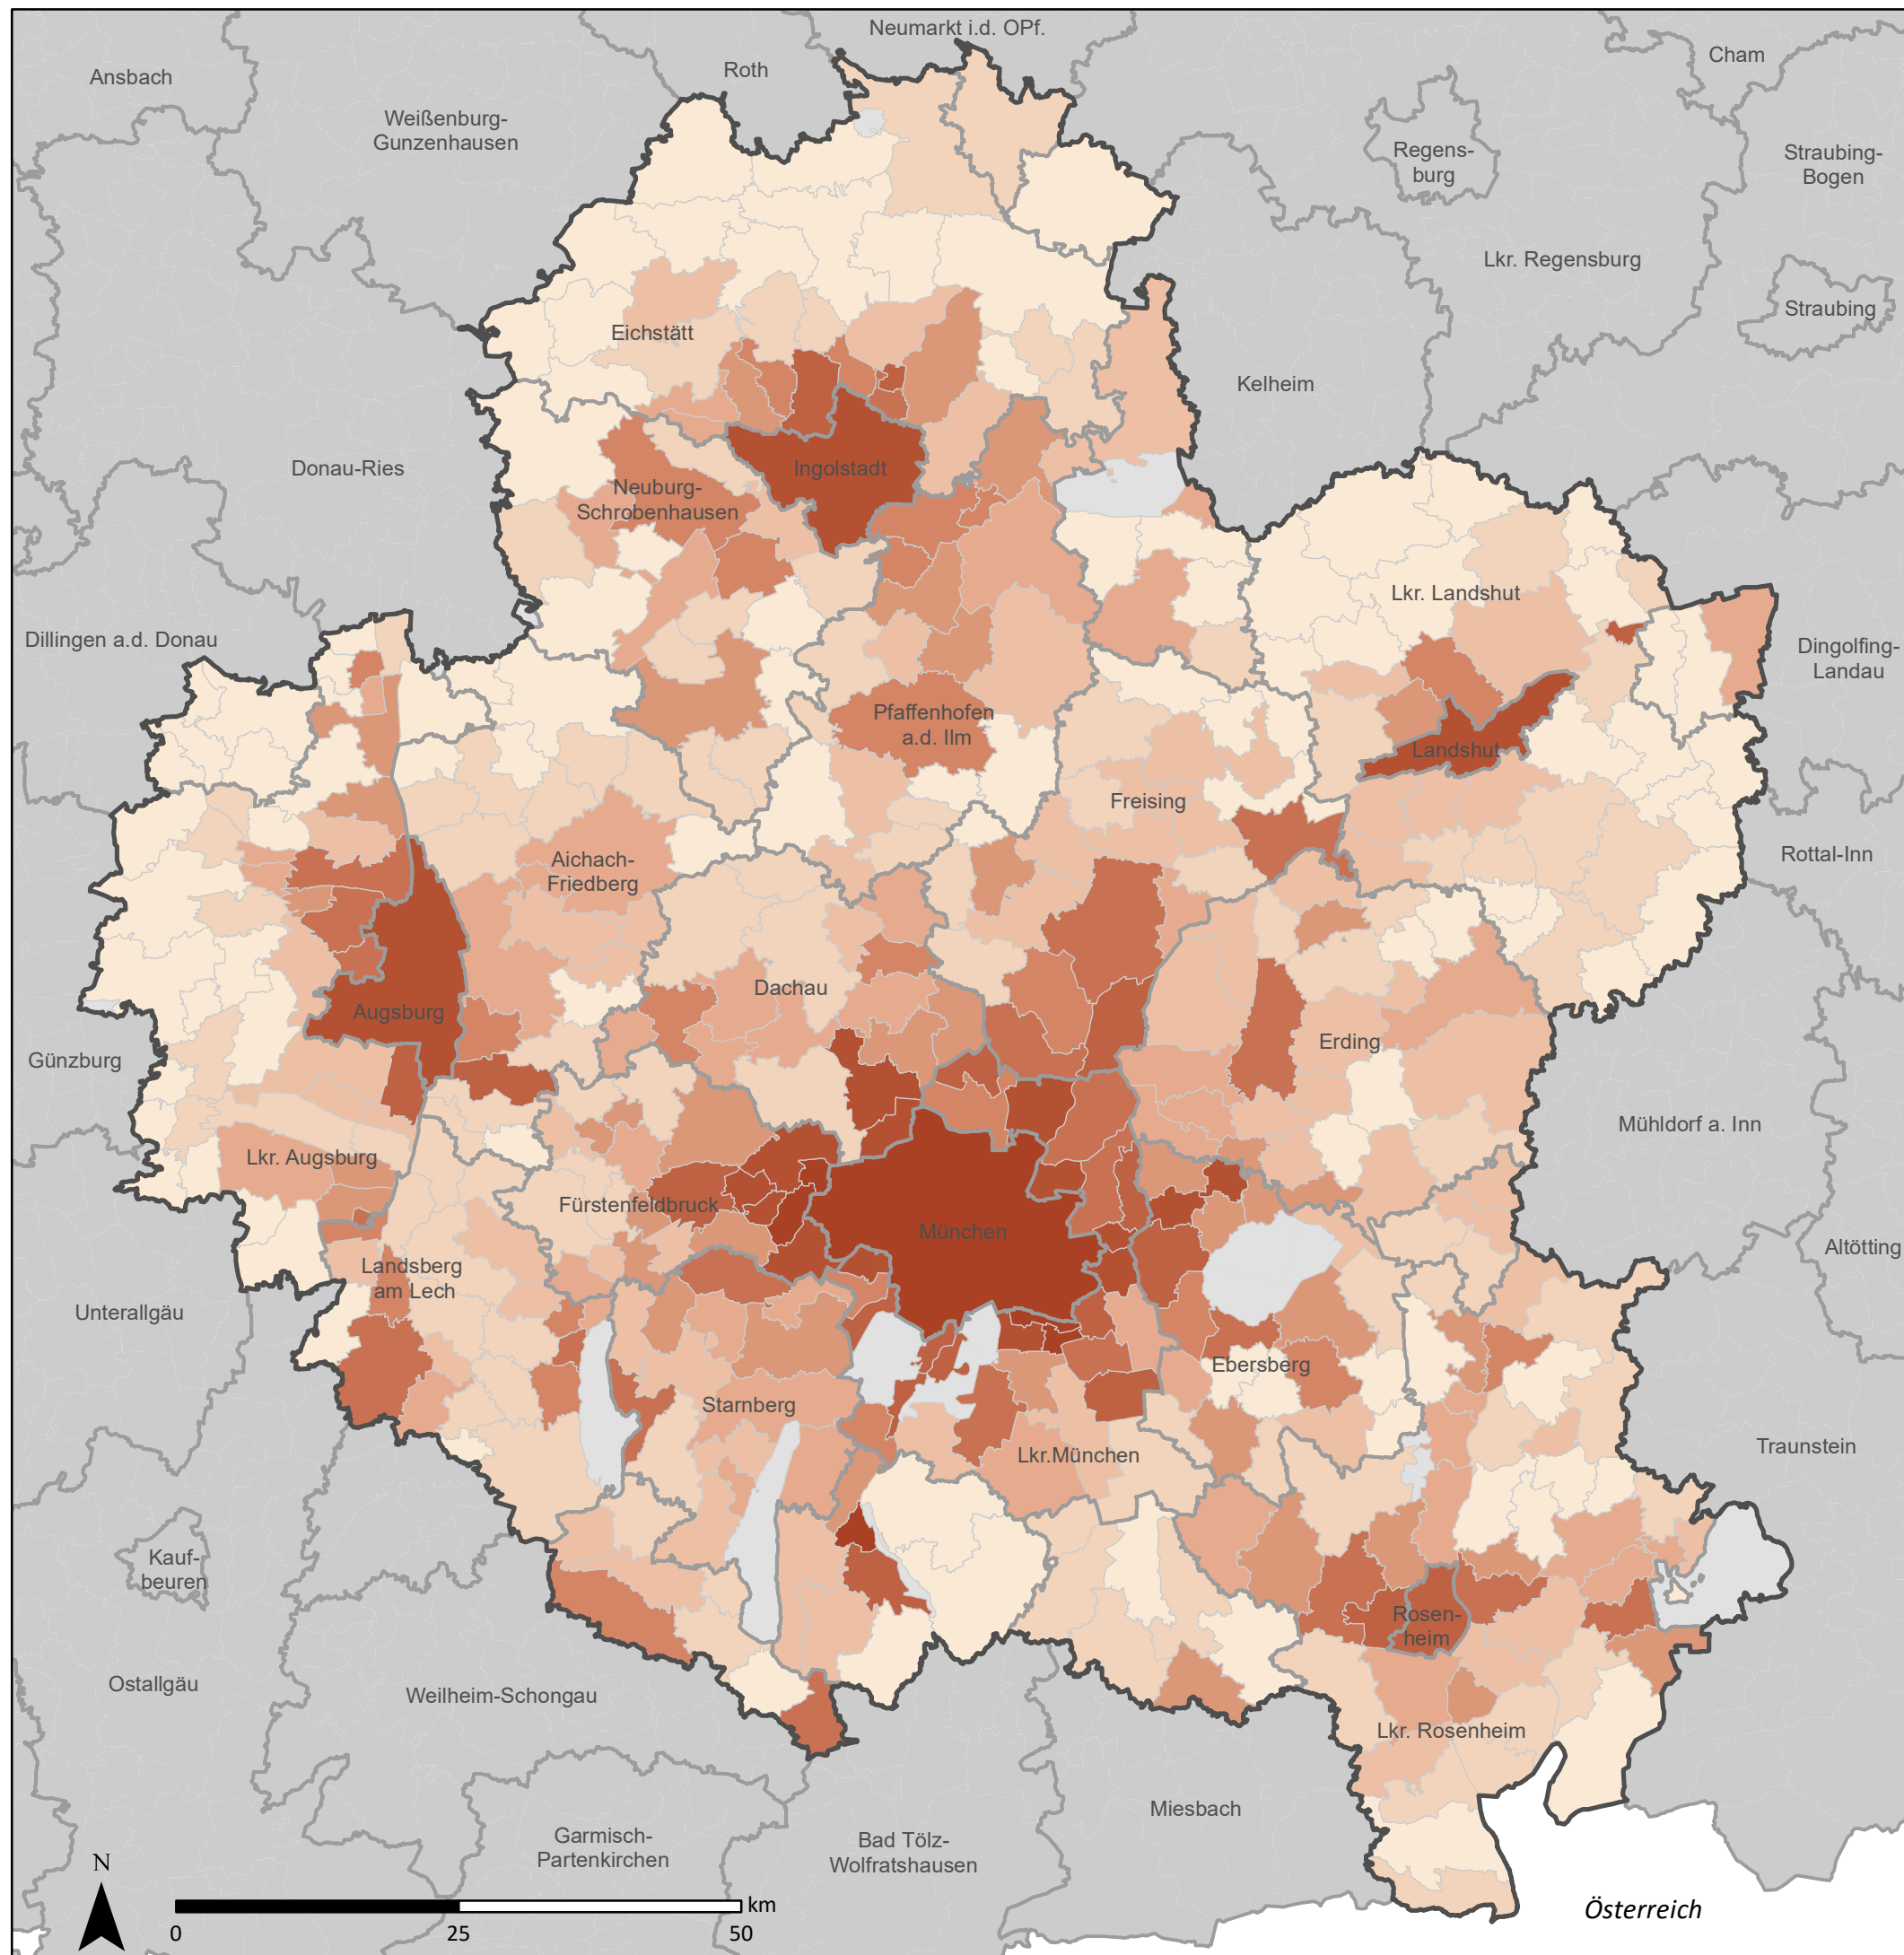 Neumarkt i.d. OPf.
Cham
Roth
Ansbach
Weißenburg-
Gunzenhausen
Regens-
burg
Straubing-
Bogen
Lkr. Regensburg
Straubing
Eichstätt
Kelheim
Donau-Ries
Ingolstadt
Neuburg-
Schrobenhausen
Lkr. Landshut
Dillingen a.d. Donau
Dingolfing-
Landau
Pfaffenhofen
a.d. Ilm
Landshut
Freising
Aichach-
Friedberg
Rottal-Inn
Dachau
Augsburg
Erding
Günzburg
Mühldorf a. Inn
Lkr. Augsburg
Fürstenfeldbruck
München
Altötting
Landsberg
am Lech
Unterallgäu
Ebersberg
Starnberg
Lkr.München
Traunstein
Kauf-
beuren
Rosen-
heim
Ostallgäu
Weilheim-Schongau
Lkr. Rosenheim
Miesbach
Garmisch-
Partenkirchen
Bad Tölz-
Wolfratshausen
N
km
0
25
50
Österreich